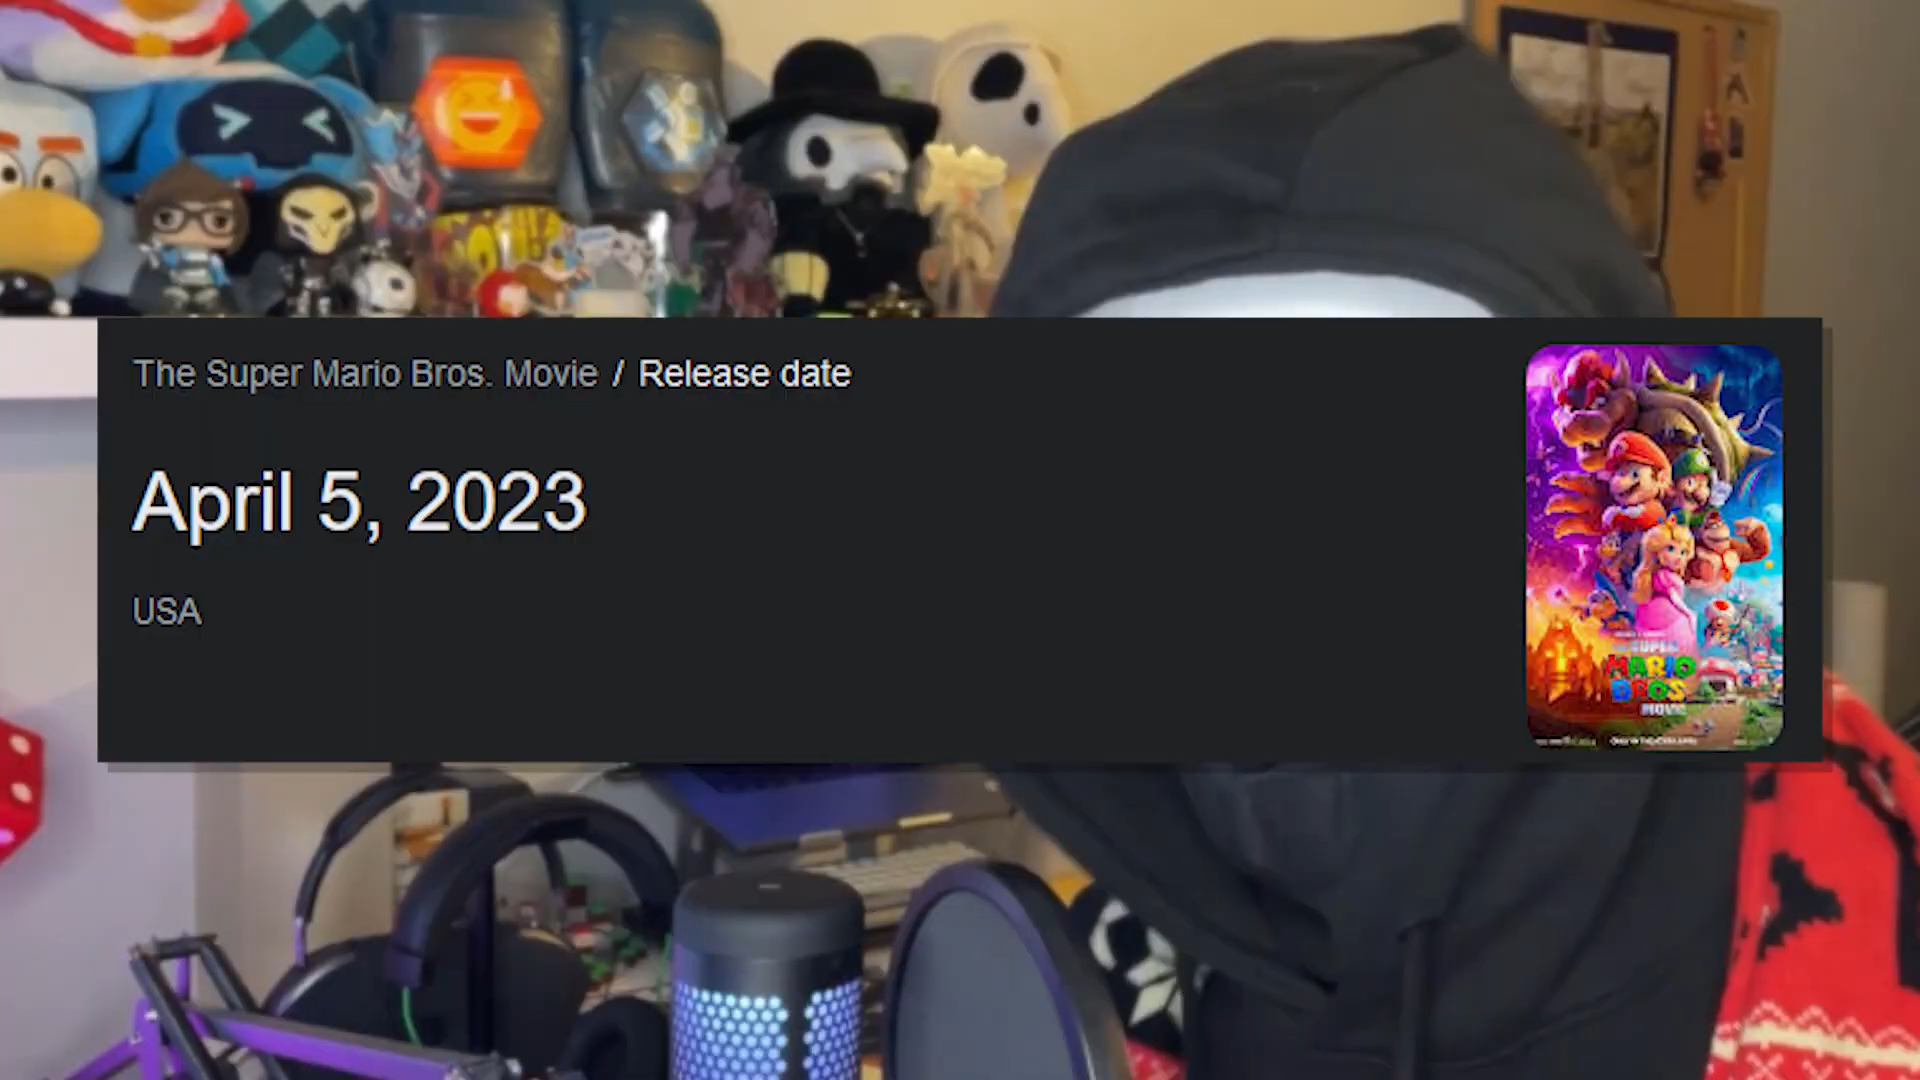 The Super Mario Bros. Movie / Release date
April 5, 2023
USA
SUPER
MARIO
BROS
MOVIE